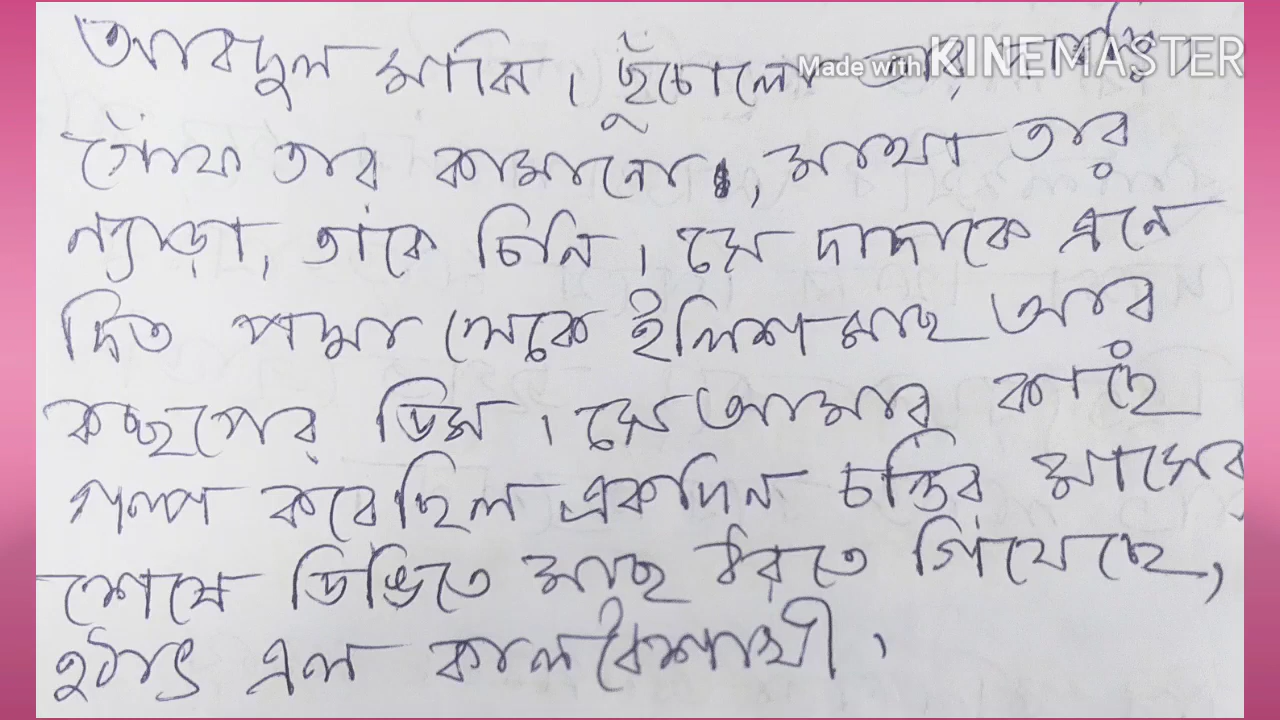 আবদুল মাঝি। ছুঁচোলো তার দাড়ি,
Made with KINEMASTER
গোঁফ তার কামানো, মাথা তার
ন্যাড়া, তাকে চিনি। সে দাদাকে এনে
দিত পদ্মা থেকে ইলিশ মাছ আর
কচ্ছপের ডিম। সে আমার কাছে
গল্প করেছিল একদিন চত্তির মাসের
শেষে ডিঙিতে মাছ ধরতে গিয়েছে,
হঠাৎ এল কালবৈশাখী।